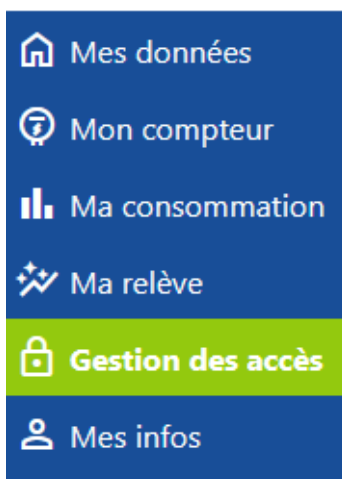 Mes données
Mon compteur
Ma consommation
Ma relève
Gestion des accès
Mes infos